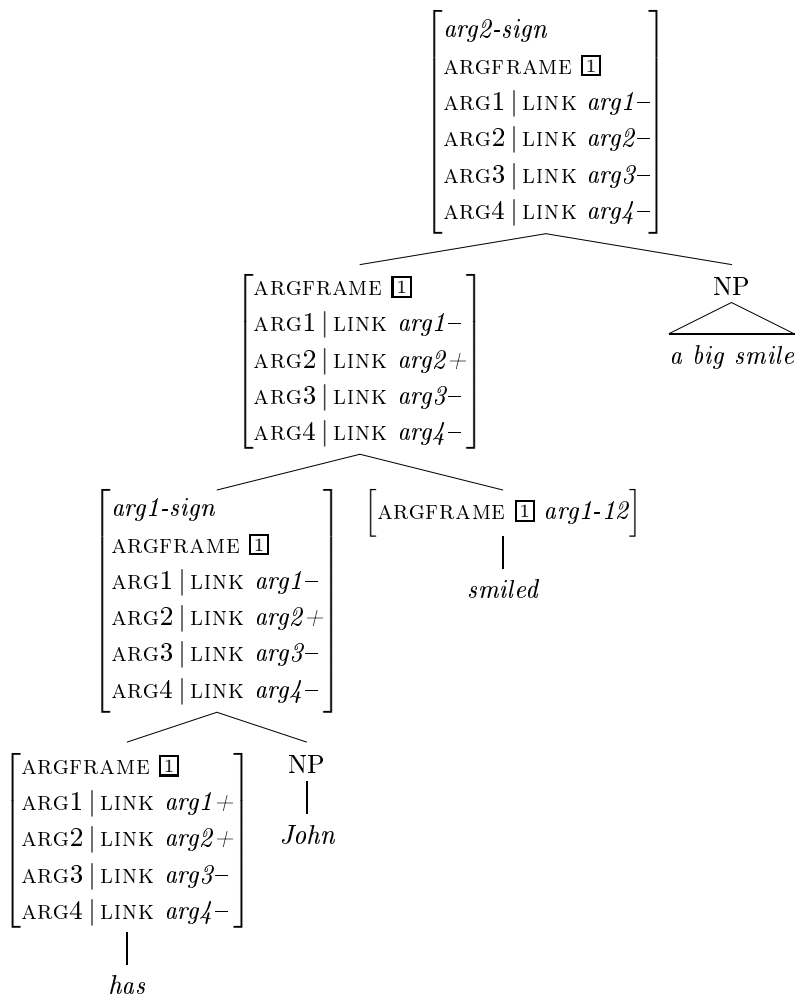 arg2-sign
ARGFRAME 1
ARG1|LINK arg1–
ARG2|LINK arg2–
ARG3|LINK arg3–
ARG4|LINK arg4–
ARGFRAME 1
ARG1|LINK arg1–
ARG2|LINK arg2+
ARG3|LINK arg3–
ARG4|LINK arg4–
NP
a big smile
arg1-sign
ARGFRAME 1
ARG1|LINK arg1–
ARG2|LINK arg2+
ARG3|LINK arg3–
ARG4|LINK arg4–
ARGFRAME 1 arg1-12
smiled
ARGFRAME 1
ARG1|LINK arg1+
ARG2|LINK arg2+
ARG3|LINK arg3–
ARG4|LINK arg4–
has
NP
John